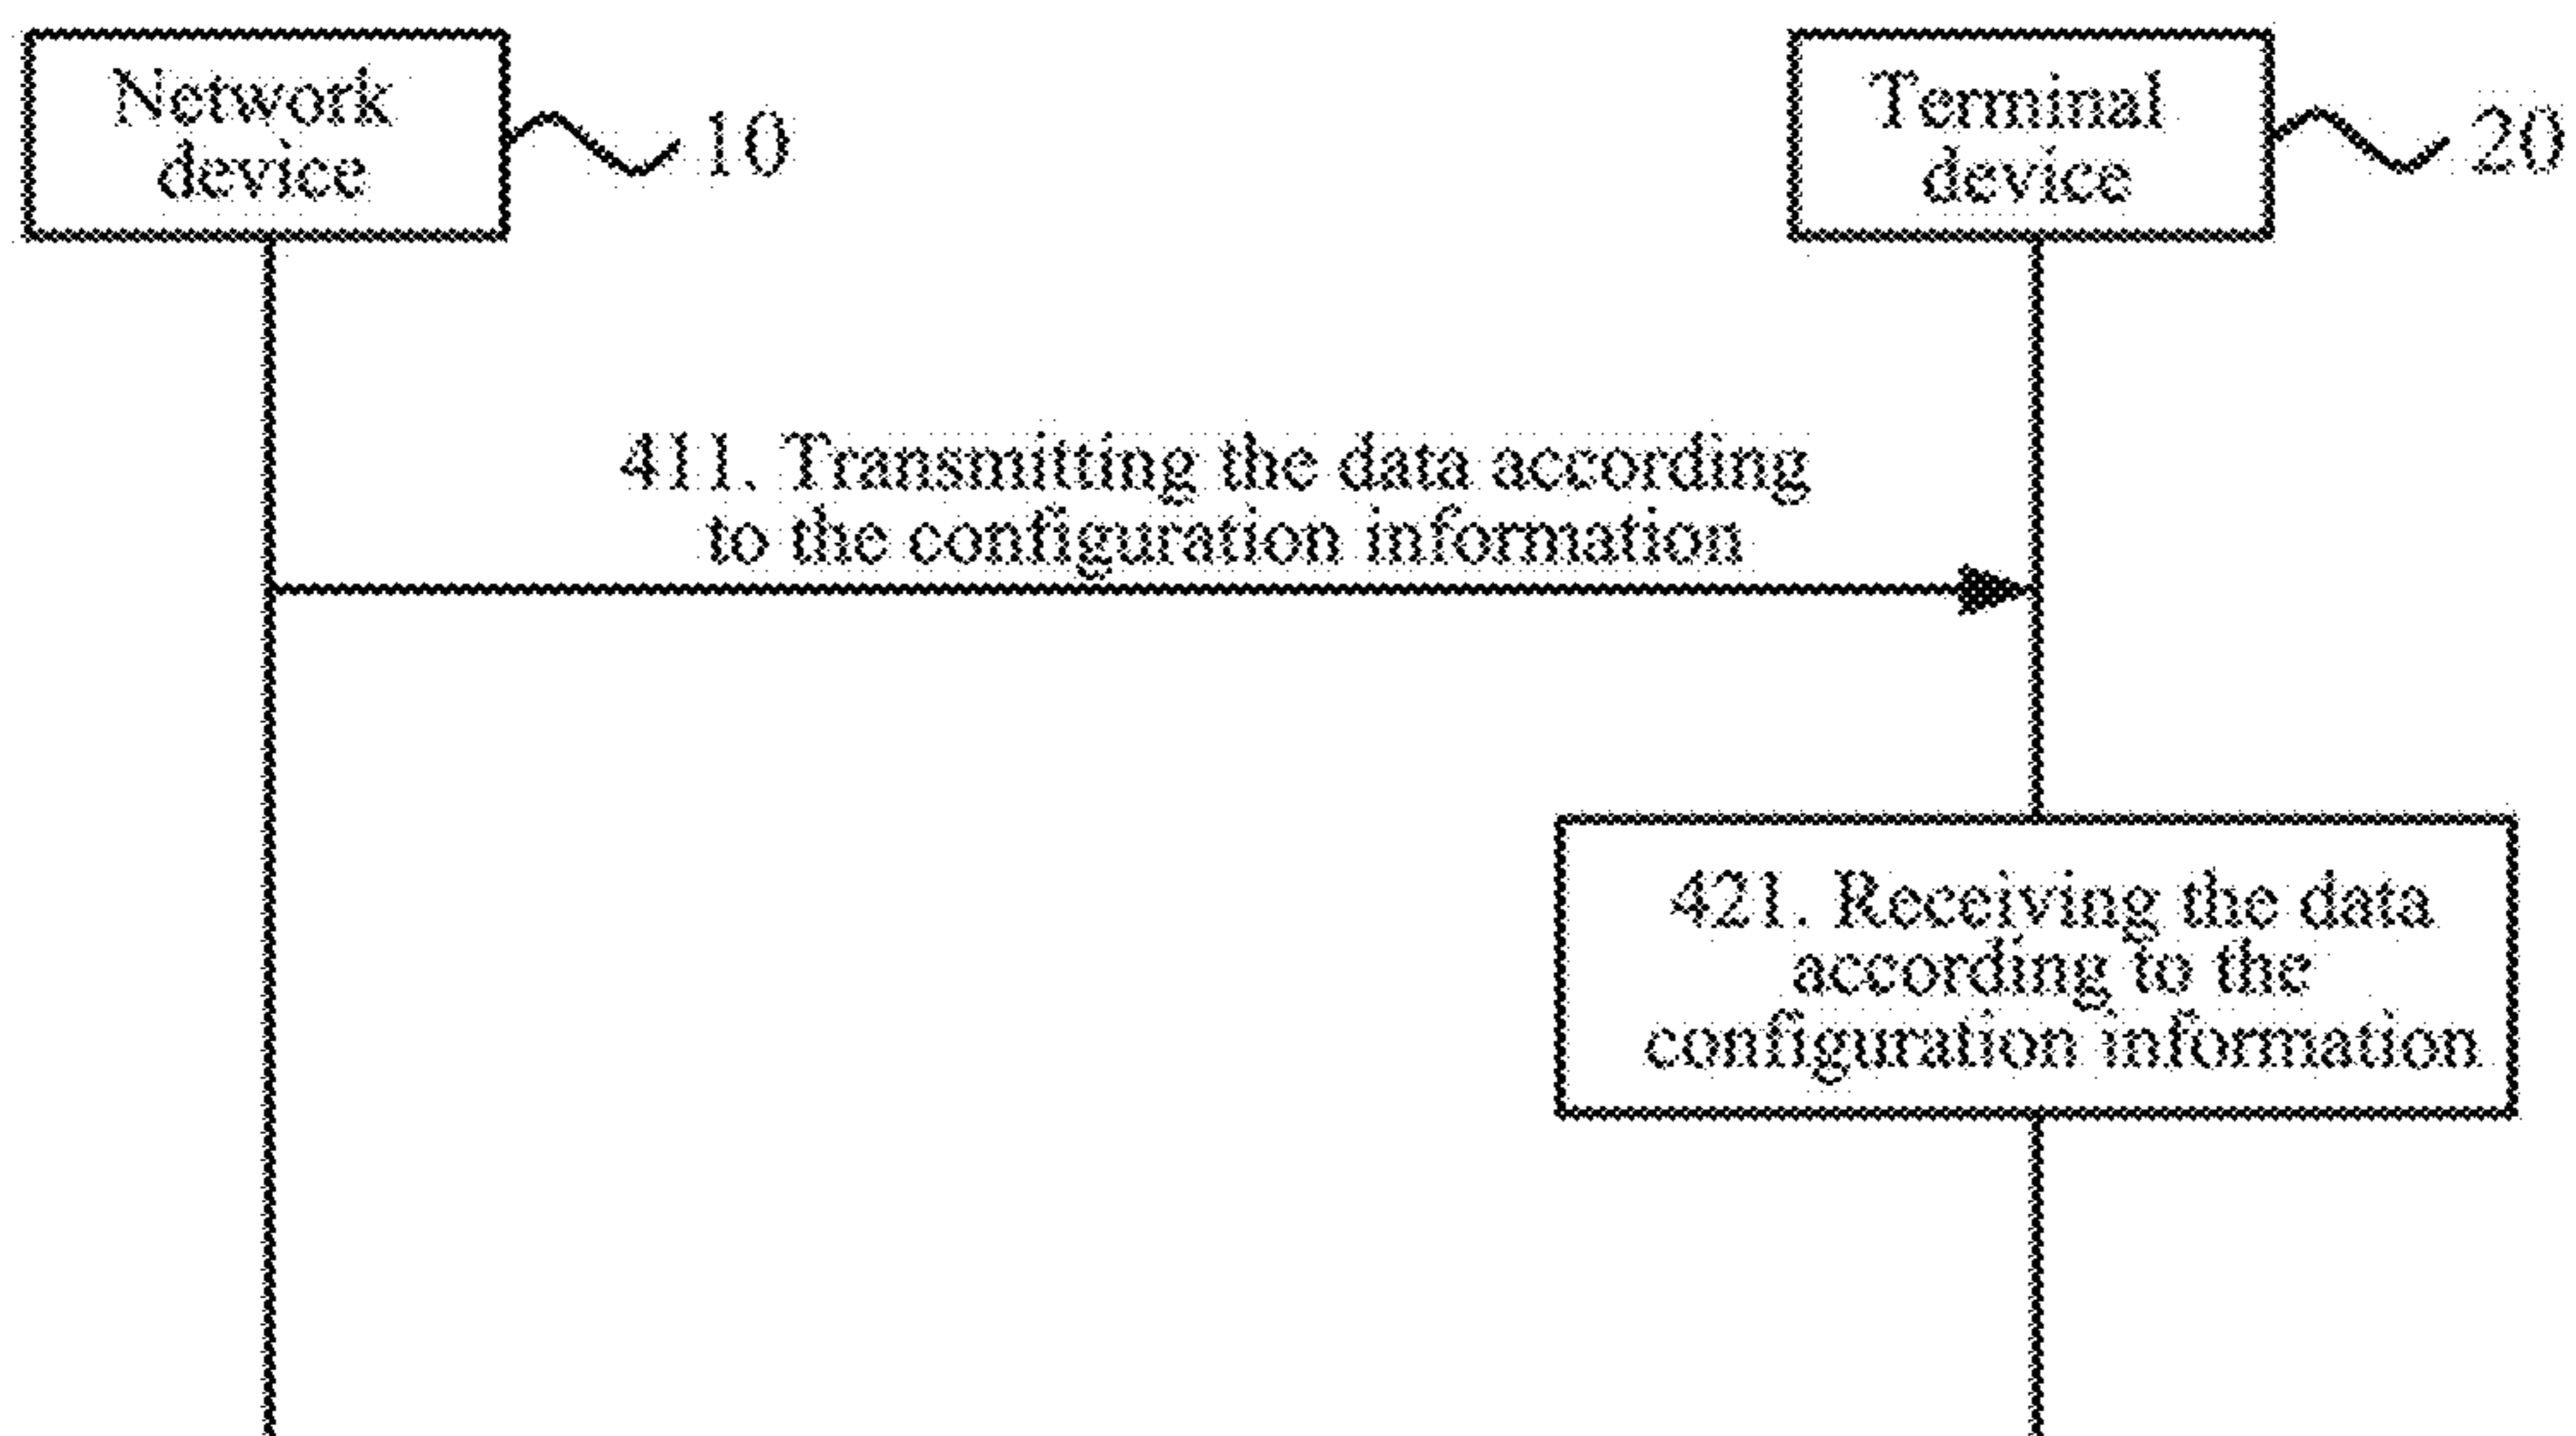 Network
device
10
Terminal
device
20
411. Transmitting the data according
to the configuration information
421. Receiving the data
according to the
configuration information